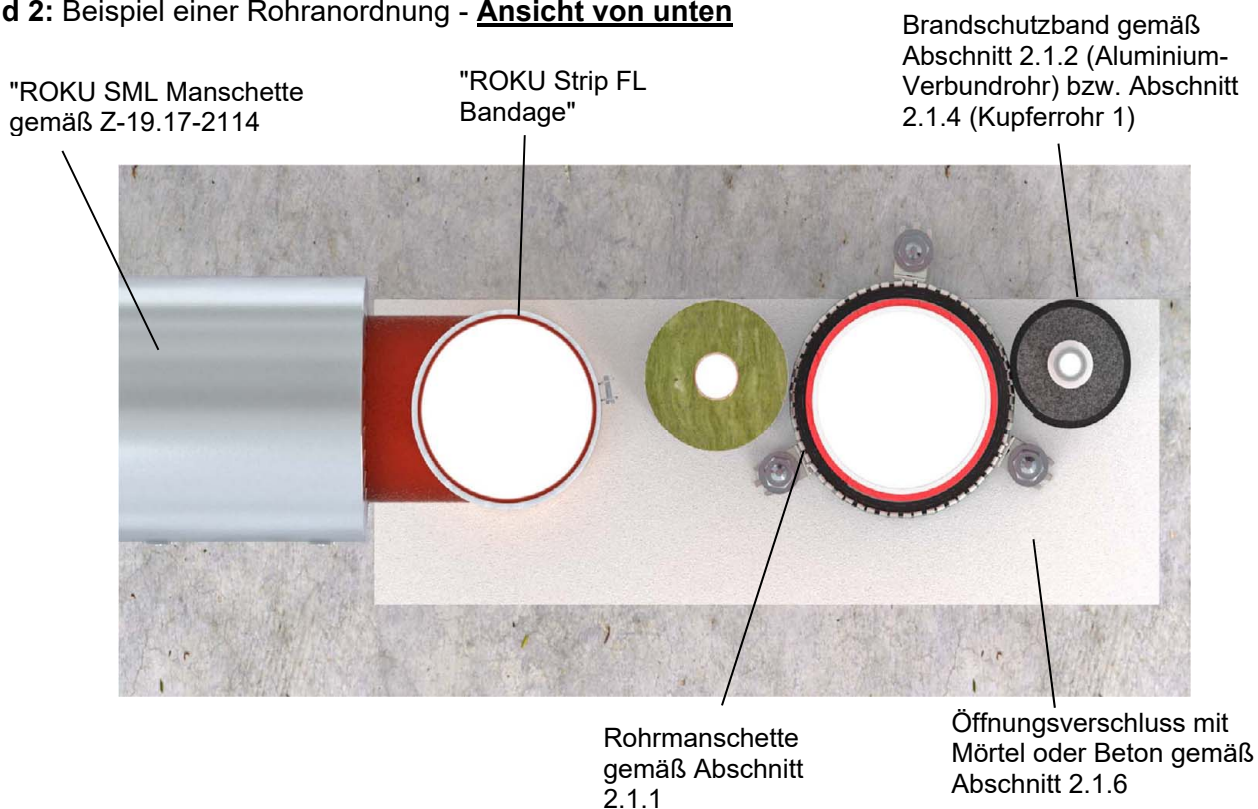 d 2: Beispiel einer Rohranordnung - Ansicht von unten
"ROKU SML Manschette
gemäß Z-19.17-2114
"ROKU Strip FL
Bandage"
Brandschutzband gemäß
Abschnitt 2.1.2 (Aluminium-
Verbundrohr) bzw. Abschnitt
2.1.4 (Kupferrohr 1)
Rohrmanschette
gemäß Abschnitt
2.1.1
Öffnungsverschluss mit
Mörtel oder Beton gemäß
Abschnitt 2.1.6